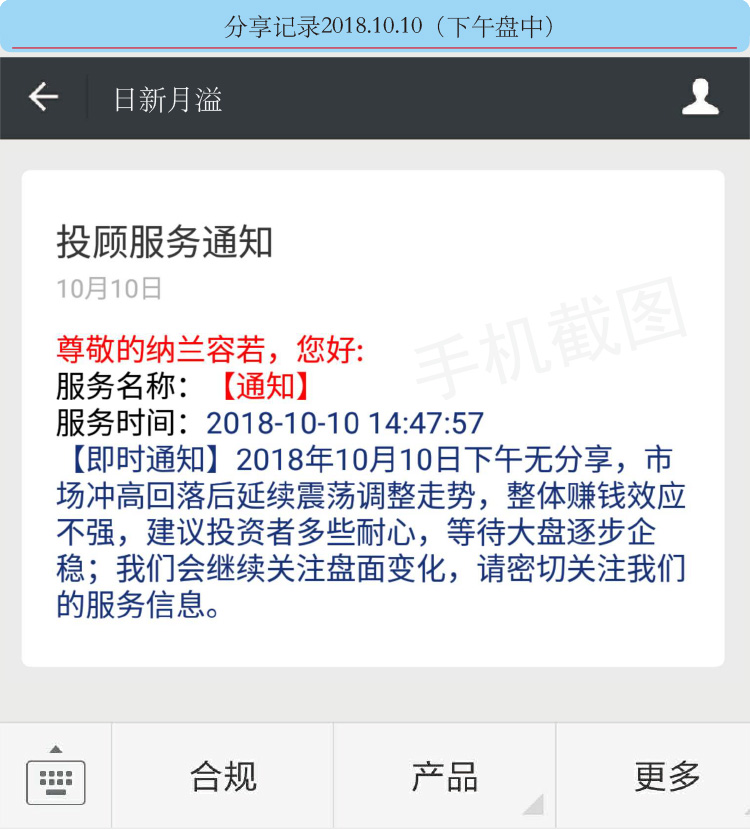 分享记录2018.10.10（下午盘中）
日新月溢
投顾服务通知
10月10日
手机截图
尊敬的纳兰容若，您好:
服务名称：【通知】
服务时间：2018-10-10 14:47:57
【即时通知】2018年10月10日下午无分享，市
场冲高回落后延续震荡调整走势，整体赚钱效应
不强，建议投资者多些耐心，等待大盘逐步企
稳；我们会继续关注盘面变化，请密切关注我们
的服务信息。
合规
产品
更多